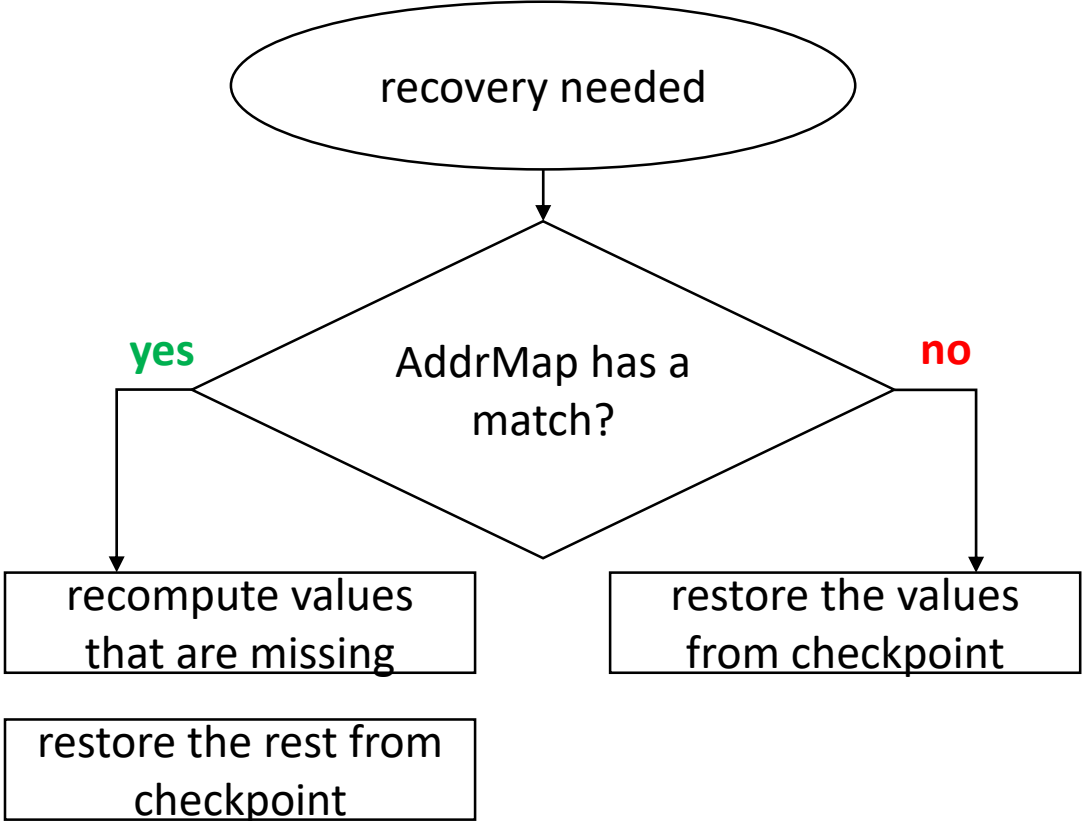 recovery needed
AddrMap has a
match?
yes
no
recompute values
that are missing
restore the values
from checkpoint
restore the rest from
checkpoint